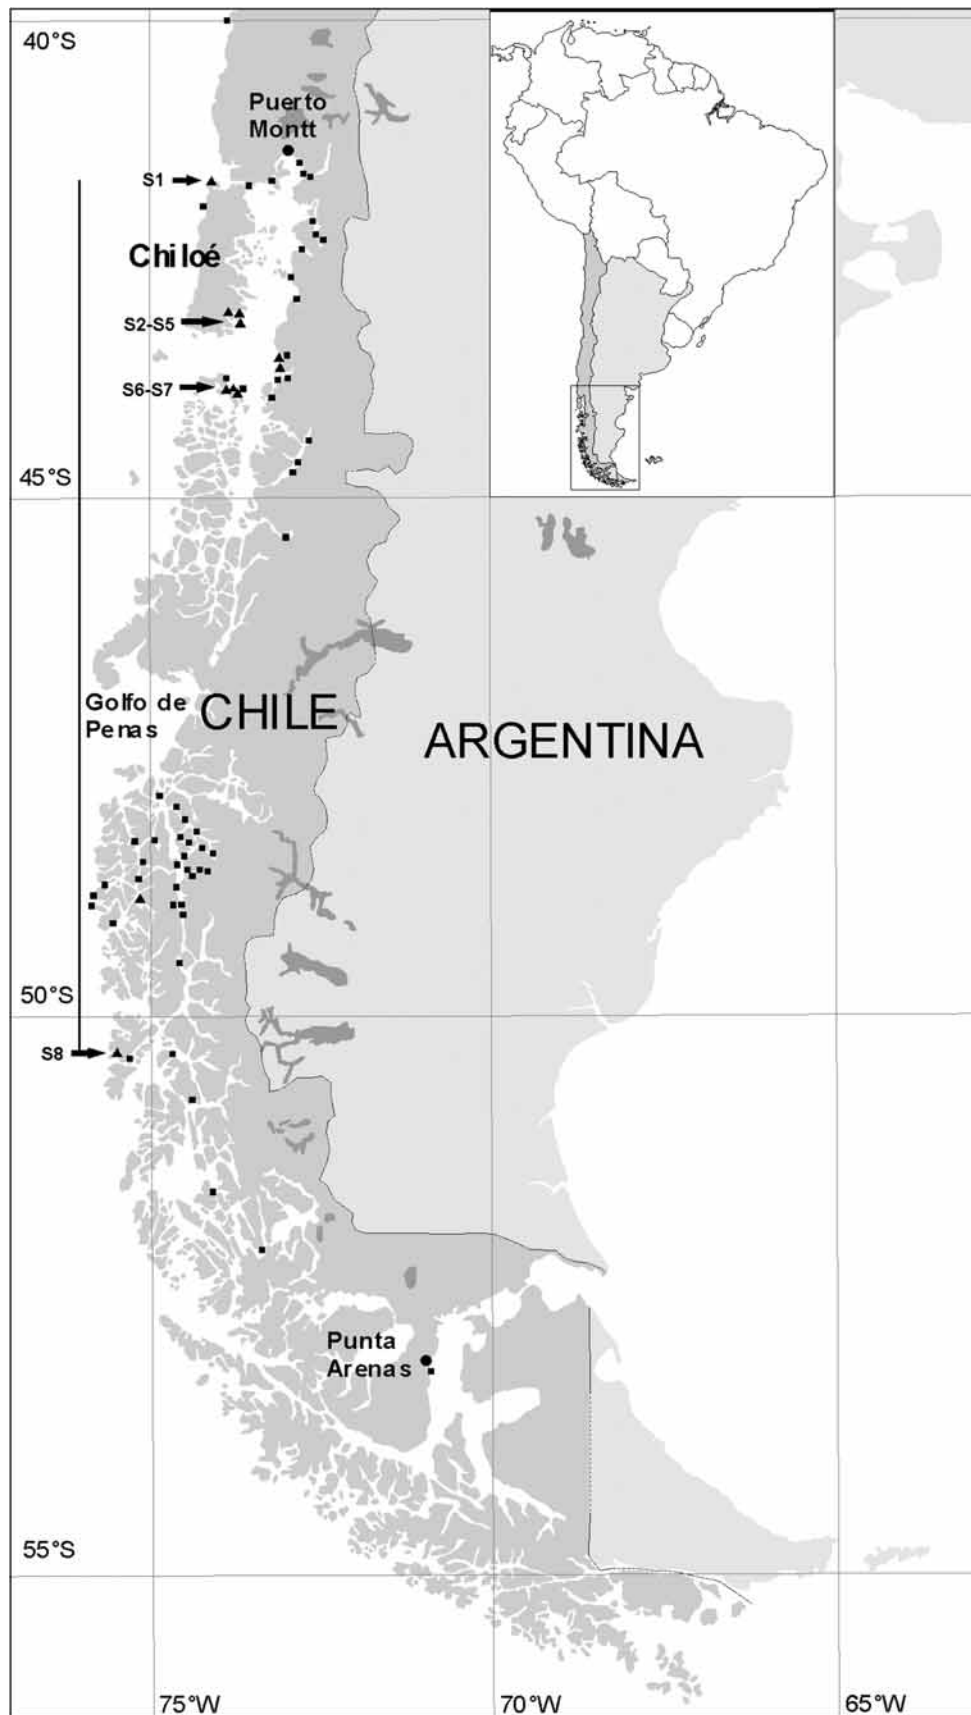 40°S
Puerto
Montt
S1
Chiloé
S2-S5
S6-S7
45°S
Golfo de
Penas
CHILE
ARGENTINA
50°S
S8
Punta
Arenas
55°S
75°W
70°W
65°W